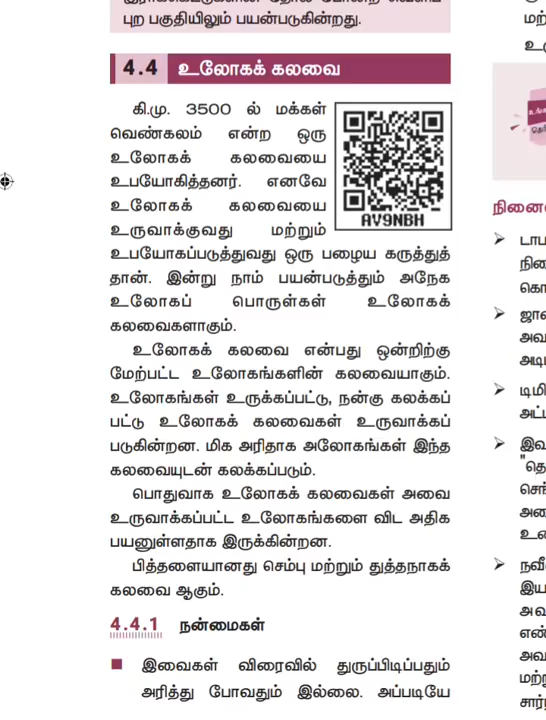 புற பகுதியிலும் பயன்படுகின்றது.
4.4 உலோகக் கலவை
கி.மு. 3500 ல் மக்கள்
வெண்கலம் என்ற ஒரு
உலோகக் கலவையை
உபயோகித்தனர். எனவே
உலோகக் கலவையை
உருவாக்குவது மற்றும்
உபயோகப்படுத்துவது ஒரு பழைய கருத்துத்
தான். இன்று நாம் பயன்படுத்தும் அநேக
உலோகப் பொருள்கள் உலோகக்
கலவைகளாகும்.
AV9NBH
உலோகக் கலவை என்பது ஒன்றிற்கு
மேற்பட்ட உலோகங்களின் கலவையாகும்.
உலோகங்கள் உருக்கப்பட்டு, நன்கு கலக்கப்
பட்டு உலோகக் கலவைகள் உருவாக்கப்
படுகின்றன. மிக அரிதாக அலோகங்கள் இந்த
கலவையுடன் கலக்கப்படும்.
பொதுவாக உலோகக் கலவைகள் அவை
உருவாக்கப்பட்ட உலோகங்களை விட அதிக
பயனுள்ளதாக இருக்கின்றன.
பித்தளையானது செம்பு மற்றும் துத்தநாகக்
கலவை ஆகும்.
4.4.1 நன்மைகள்
இவைகள் விரைவில் துருப்பிடிப்பதும்
அரித்து போவதும் இல்லை. அப்படியே